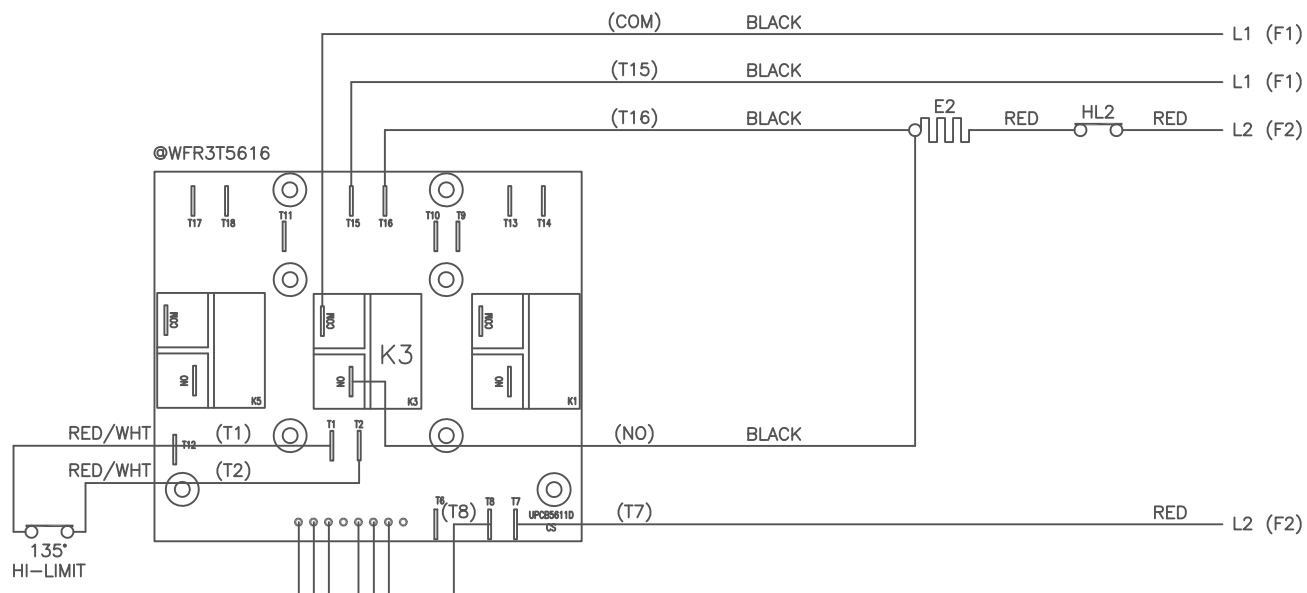 (COM) BLACK L1 (F1)
(T15) BLACK L1 (F1)
E2 HL2
(T16) BLACK RED RED L2 (F2)
@WFR3T5616
T17 T18 T11 T15 T16 T10 T9 T13 T14
COM COM COM
K3
NO NO NO
K5 K3 K1
RED/WHT (T1) T1 T2 (NO) BLACK
T12
RED/WHT (T2)
T6 (T8) T8 T7 (T7) RED L2 (F2)
UPCB5611D
CS
135°
HI-LIMIT